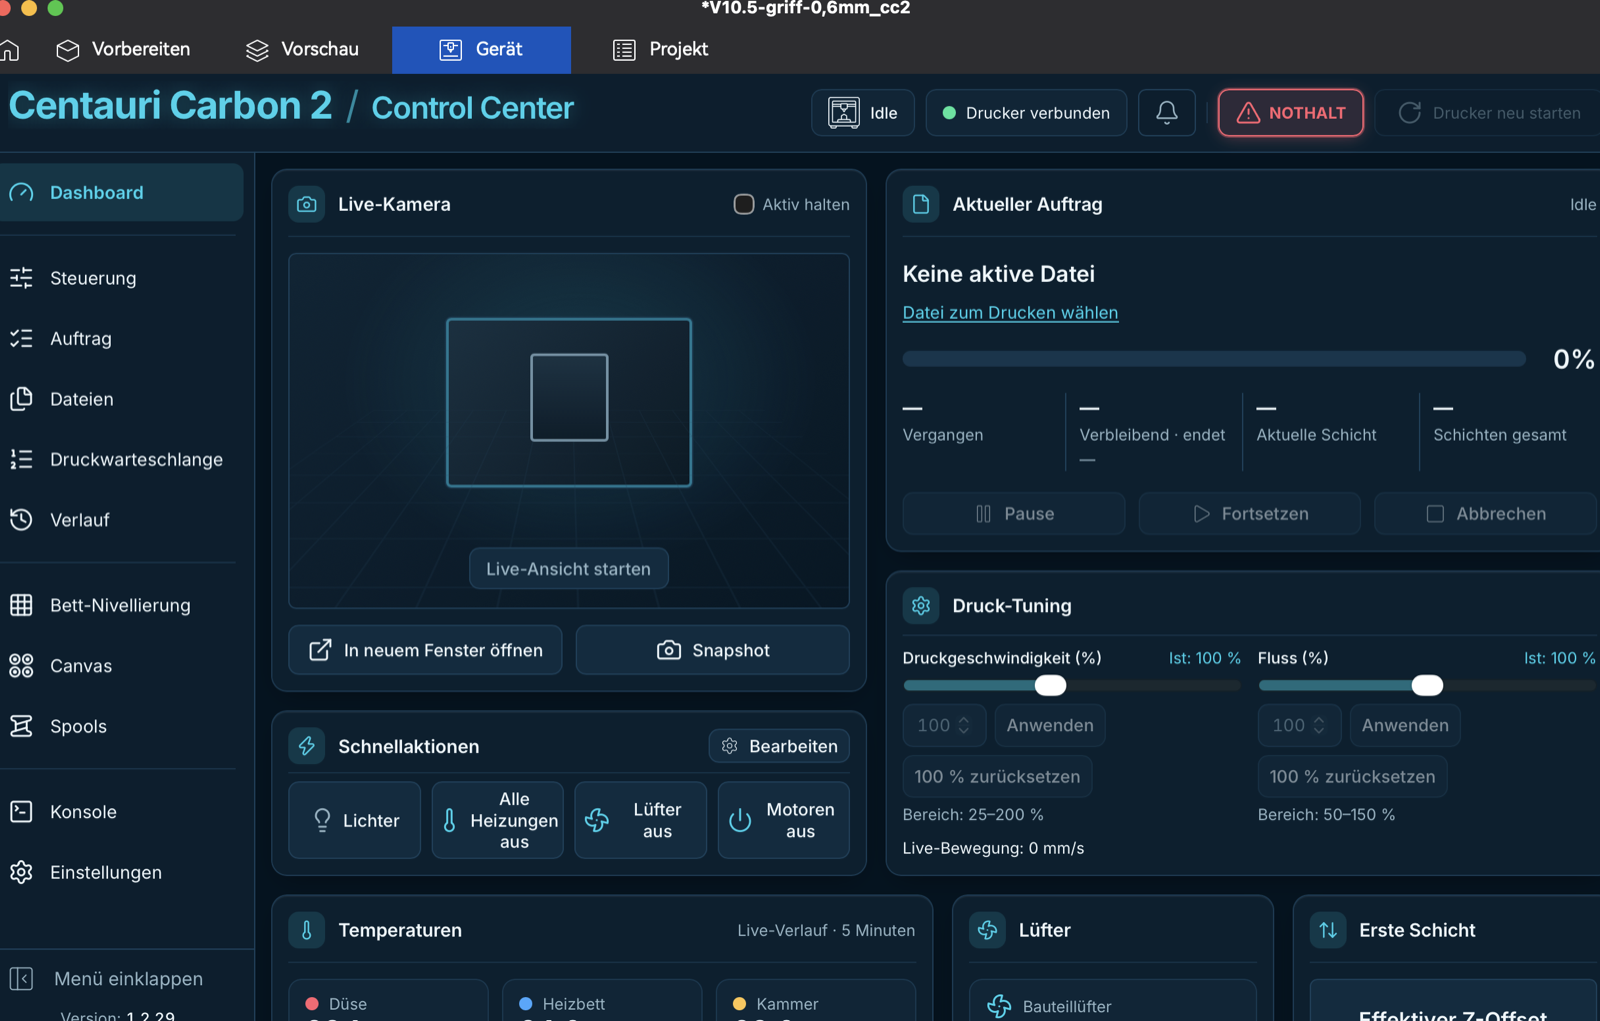 *V10.5-griff-0,6mm_cc2
Vorbereiten
Vorschau
Gerät
Projekt
Centauri Carbon 2 / Control Center
Idle
Drucker verbunden
NOTHALT
Drucker neu starten
Dashboard
Steuerung
Auftrag
Dateien
Druckwarteschlange
Verlauf
Bett-Nivellierung
Canvas
Spools
Konsole
Einstellungen
Menü einklappen
Version: 1.2.29
Live-Kamera
Aktiv halten
Live-Ansicht starten
In neuem Fenster öffnen
Snapshot
Schnellaktionen
Bearbeiten
Lichter
Alle
Heizungen
aus
Lüfter
aus
Motoren
aus
Aktueller Auftrag
Idle
Keine aktive Datei
Datei zum Drucken wählen
0%
—
Vergangen
—
Verbleibend · endet
—
—
Aktuelle Schicht
—
Schichten gesamt
Pause
Fortsetzen
Abbrechen
Druck-Tuning
Druckgeschwindigkeit (%)
Ist: 100 %
100
Anwenden
100 % zurücksetzen
Bereich: 25–200 %
Live-Bewegung: 0 mm/s
Fluss (%)
Ist: 100 %
100
Anwenden
100 % zurücksetzen
Bereich: 50–150 %
Temperaturen
Live-Verlauf · 5 Minuten
Düse
Heizbett
Kammer
Lüfter
Bauteillüfter
Erste Schicht
Effektiver Z-Offset